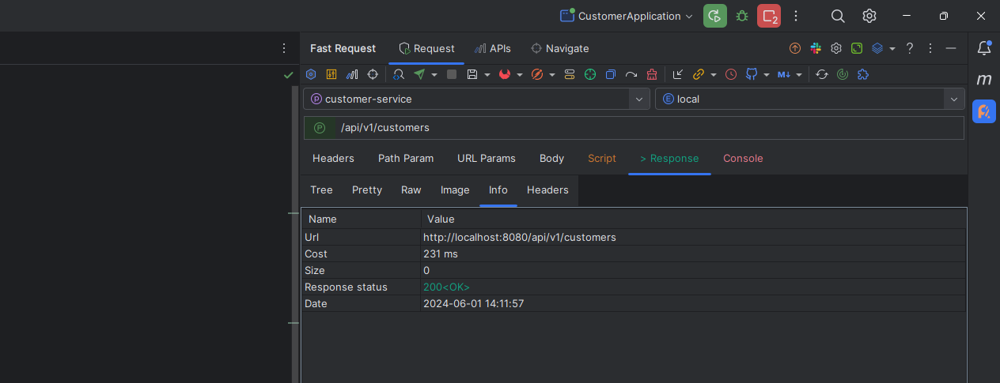 CustomerApplication
2
Fast Request Request APIs Navigate
?
M↓
m
P customer-service E local
P /api/v1/customers
Headers Path Param URL Params Body Script > Response Console
Tree Pretty Raw Image Info Headers
Name Value
Url http://localhost:8080/api/v1/customers
Cost 231 ms
Size 0
Response status 200<OK>
Date 2024-06-01 14:11:57